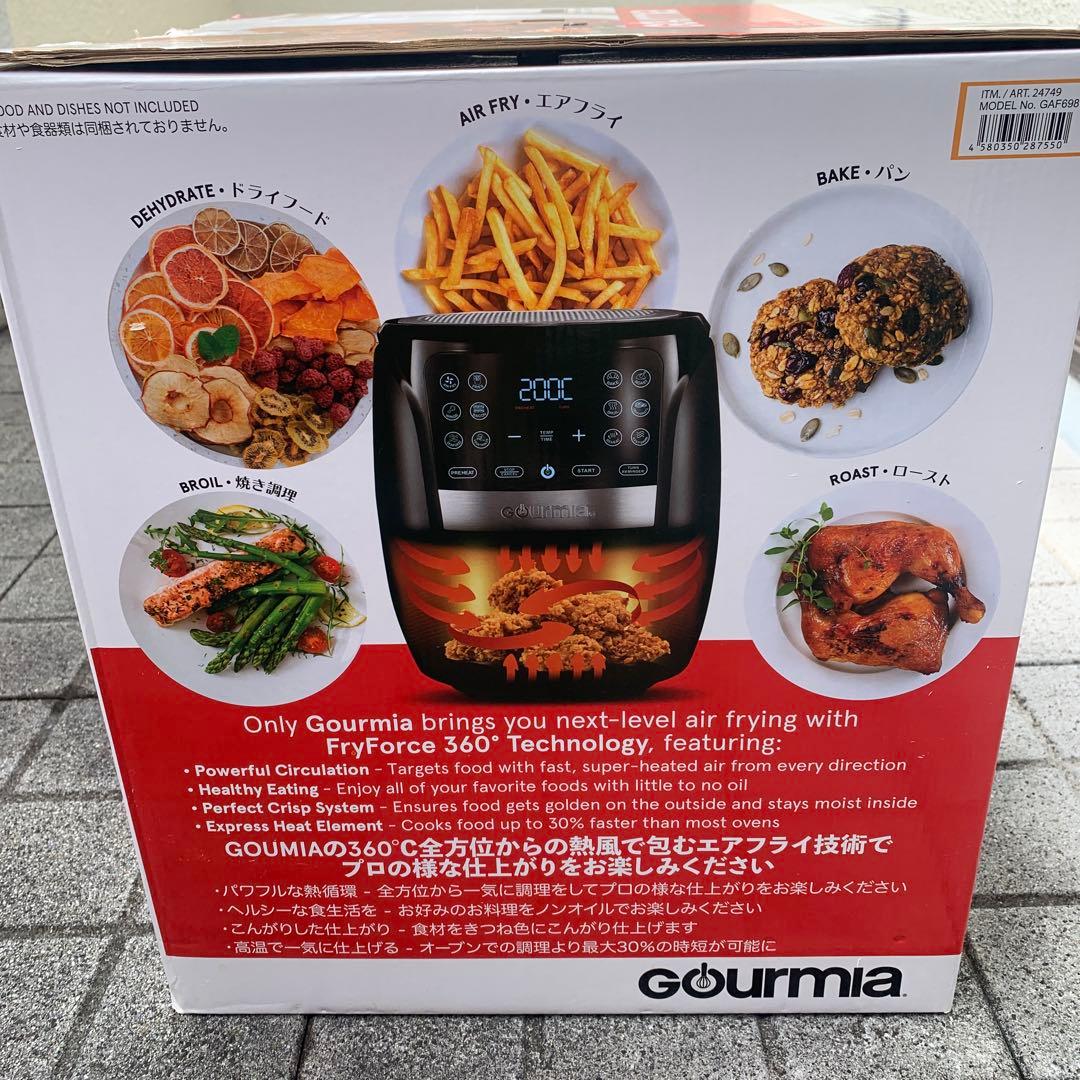 OOD AND DISHES NOT INCLUDED
食材や食器類は同梱されておりません。
AIR FRY・エアフライ
ITM. / ART. 24749
MODEL No. GAF698
4 580350 287550
DEHYDRATE・ドライフード
BAKE・パン
200C
PREHEAT
TURN
TEMP
TIME
PREHEAT
STOP
CANCEL
START
TURN
REMINDER
Gourmia
BROIL・焼き調理
ROAST・ロースト
Only Gourmia brings you next-level air frying with
FryForce 360° Technology, featuring:
• Powerful Circulation – Targets food with fast, super-heated air from every direction
• Healthy Eating – Enjoy all of your favorite foods with little to no oil
• Perfect Crisp System – Ensures food gets golden on the outside and stays moist inside
• Express Heat Element – Cooks food up to 30% faster than most ovens
GOUMIAの360℃全方位からの熱風で包むエアフライ技術で
プロの様な仕上がりをお楽しみください
・パワフルな熱循環 – 全方位から一気に調理をしてプロの様な仕上がりをお楽しみください
・ヘルシーな食生活を – お好みのお料理をノンオイルでお楽しみください
・こんがりした仕上がり – 食材をきつね色にこんがり仕上げます
・高温で一気に仕上げる – オーブンでの調理より最大30%の時短が可能に
Gourmia